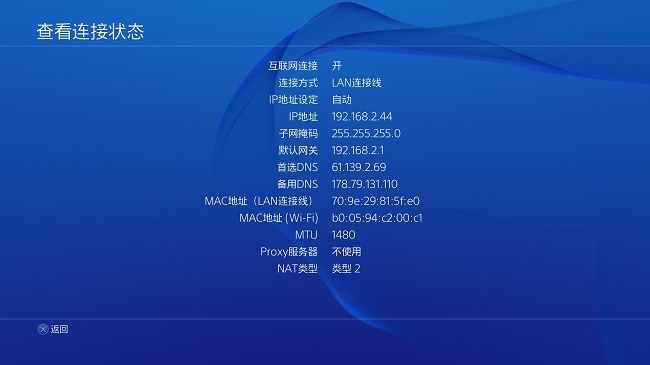 查看连接状态
互联网连接 开
连接方式 LAN连接线
IP地址设定 自动
IP地址 192.168.2.44
子网掩码 255.255.255.0
默认网关 192.168.2.1
首选DNS 61.139.2.69
备用DNS 178.79.131.110
MAC地址（LAN连接线） 70:9e:29:81:5f:e0
MAC地址 (Wi-Fi) b0:05:94:c2:00:c1
MTU 1480
Proxy服务器 不使用
NAT类型 类型 2
返回